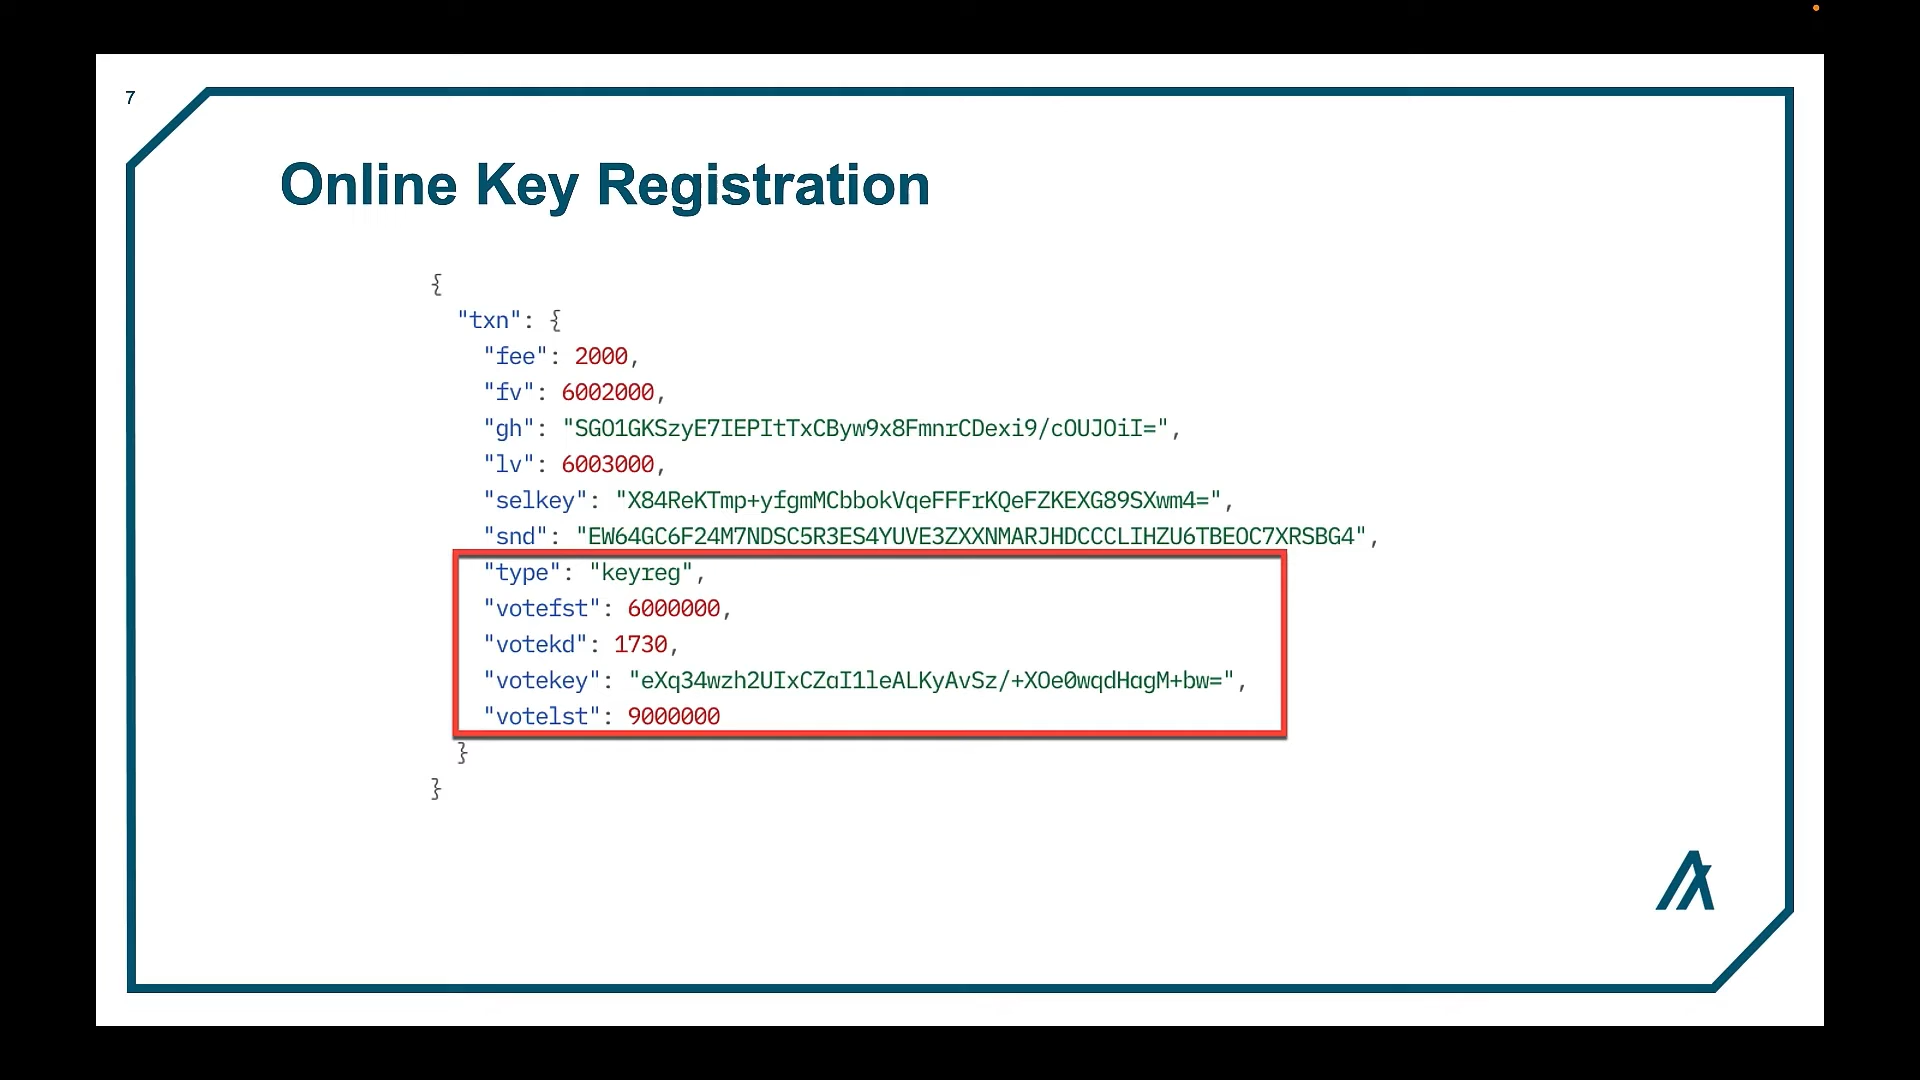 7
Online Key Registration
{
"txn": {
"fee": 2000,
"fv": 6002000,
"gh": "SGO1GKSzyE7IEPItTxCByw9x8FmnrCDexi9/cOUJOiI=",
"lv": 6003000,
"selkey": "X84ReKTmp+yfgmMCbbokVqeFFFrKQeFZKEXG89SXwm4=",
"snd": "EW64GC6F24M7NDSC5R3ES4YUVE3ZXXNMARJHDCCCLIHZU6TBEOC7XRSBG4",
"type": "keyreg",
"votefst": 6000000,
"votekd": 1730,
"votekey": "eXq34wzh2UIxCZaI1leALKyAvSz/+XOe0wqdHagM+bw=",
"votelst": 9000000
}
}